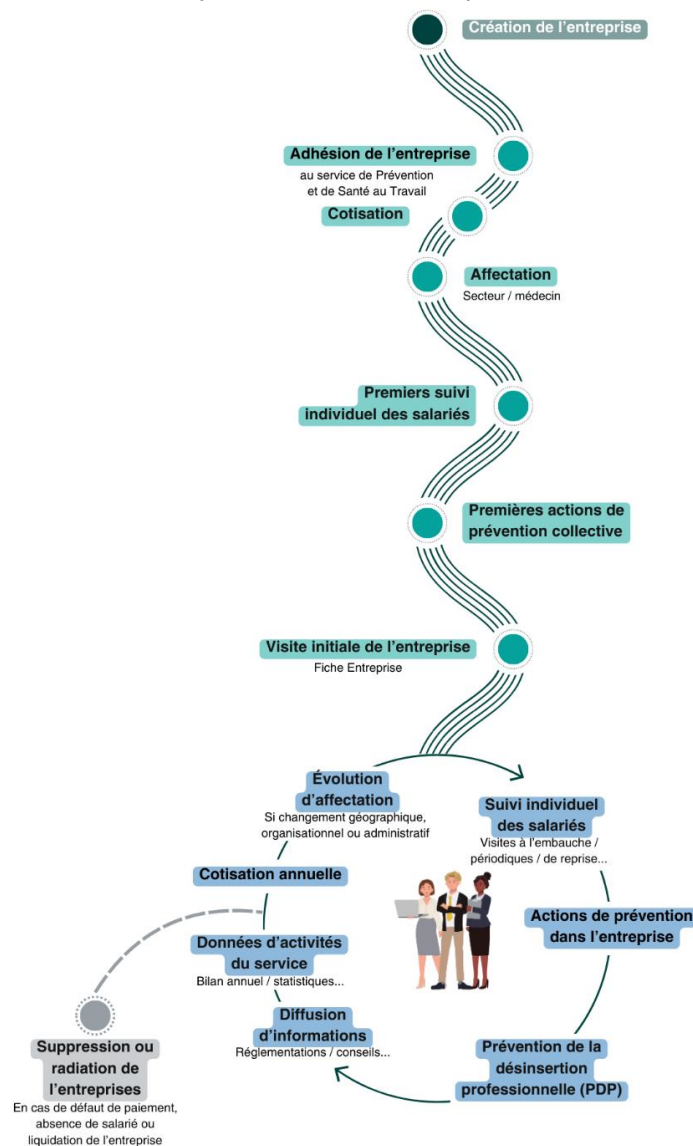 Création de l'entreprise
Adhésion de l'entreprise
au service de Prévention
et de Santé au Travail
Cotisation
Affectation
Secteur / médecin
Premiers suivi
individuel des salariés
Premières actions de
prévention collective
Visite initiale de l'entreprise
Fiche Entreprise
Évolution
d'affectation
Si changement géographique,
organisationnel ou administratif
Suivi individuel
des salariés
Visites à l'embauche /
périodiques / de reprise...
Cotisation annuelle
Actions de prévention
dans l'entreprise
Données d'activités
du service
Bilan annuel / statistiques...
Diffusion
d'informations
Réglementations / conseils...
Prévention de la
désinsertion
professionnelle (PDP)
Suppression ou
radiation de
l'entreprises
En cas de défaut de paiement,
absence de salarié ou
liquidation de l'entreprise